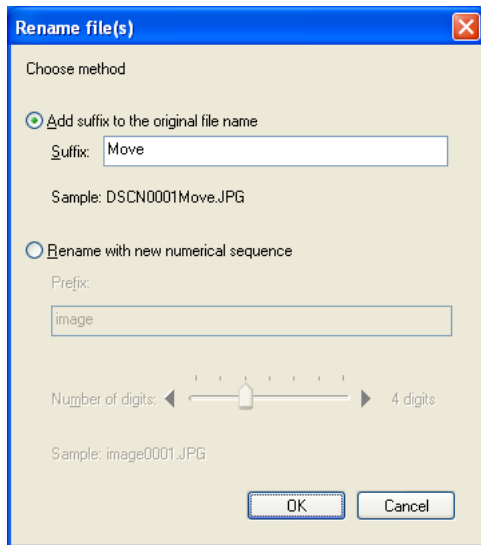 Rename file(s)
Choose method
Add suffix to the original file name
Suffix: Move
Sample: DSCN0001Move.JPG
Rename with new numerical sequence
Prefix:
image
Number of digits: 4 digits
Sample: image0001.JPG
OK Cancel